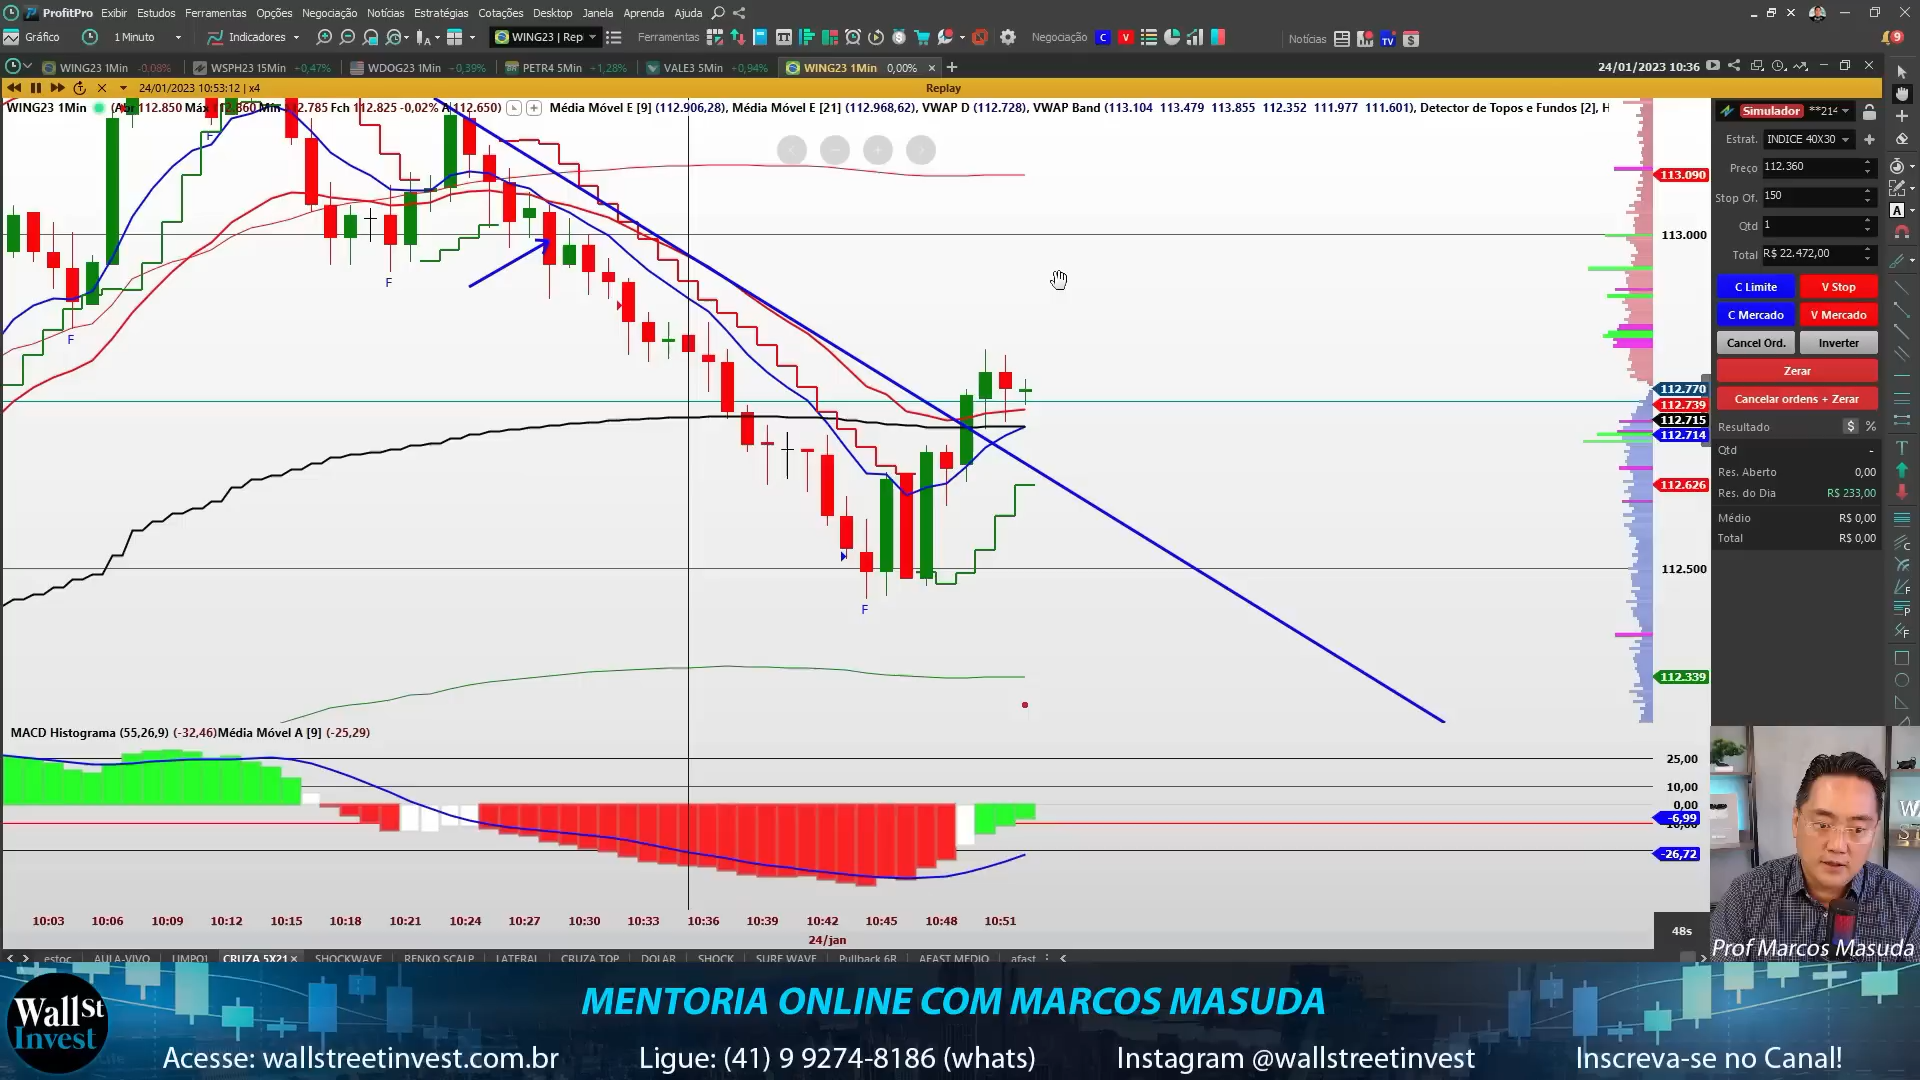 ProfitPro Exibir Estudos Ferramentas Opções Negociação Notícias Estratégias Cotações Desktop Janela Aprenda Ajuda
Gráfico 1 Minuto Indicadores WING23 | Rep Ferramentas Negociação C V Notícias TV 9
WING23 1Min -0,08% WSPH23 15Min +0,47% WDOG23 1Min -0,39% PETR4 5Min +1,28% VALE3 5Min +0,94% WING23 1Min 0,00% × + 24/01/2023 10:36
24/01/2023 10:53:12 | x4 Replay
Média Móvel E [9] (112.906,28), Média Móvel E [21] (112.968,62), VWAP D (112.728), VWAP Band (113.104 113.479 113.855 112.352 111.977 111.601), Detector de Topos e Fundos [2], H
F
F
F
F
113.090
113.000
112.770
112.739
112.715
112.714
112.626
112.500
112.339
Simulador **214
Estrat. INDICE 40X30
Preço 112.360
Stop Of. 150
Qtd 1
Total R$ 22.472,00
C Limite V Stop
C Mercado V Mercado
Cancel Ord. Inverter
Zerar
Cancelar ordens + Zerar
Resultado $ %
Qtd -
Res. Aberto 0,00
Res. do Dia R$ 233,00
Médio R$ 0,00
Total R$ 0,00
MACD Histograma (55,26,9) (-32,46)Média Móvel A [9] (-25,29)
25,00
10,00
0,00
-6,99
-26,72
10:03 10:06 10:09 10:12 10:15 10:18 10:21 10:24 10:27 10:30 10:33 10:36 10:39 10:42 10:45 10:48 10:51
24/jan
48s
estoc AULA-VIVO LIMPO1 CRUZA 5X21 × SHOCKWAVE RENKO SCALP LATERAL CRUZA TOP DOLAR SHOCK SURF WAVE Pullback 6R AFAST MEDIO afast
Prof Marcos Masuda
Wall St
Invest
MENTORIA ONLINE COM MARCOS MASUDA
Acesse: wallstreetinvest.com.br Ligue: (41) 9 9274-8186 (whats) Instagram @wallstreetinvest Inscreva-se no Canal!